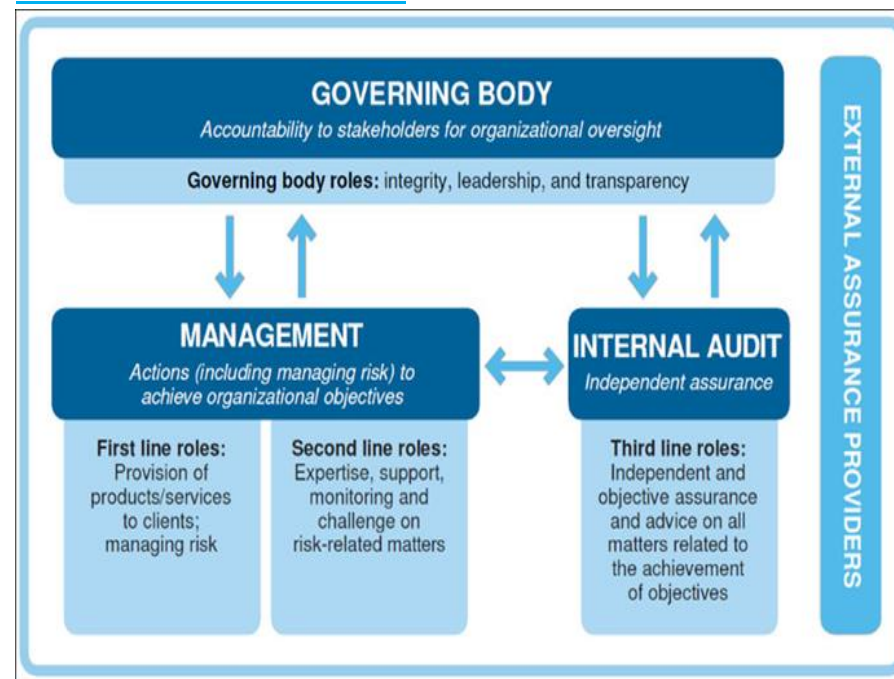 GOVERNING BODY
Accountability to stakeholders for organizational oversight
Governing body roles: integrity, leadership, and transparency
MANAGEMENT
Actions (including managing risk) to
achieve organizational objectives
First line roles:
Provision of
products/services
to clients;
managing risk
Second line roles:
Expertise, support,
monitoring and
challenge on
risk-related matters
INTERNAL AUDIT
Independent assurance
Third line roles:
Independent and
objective assurance
and advice on all
matters related to
the achievement
of objectives
EXTERNAL ASSURANCE PROVIDERS